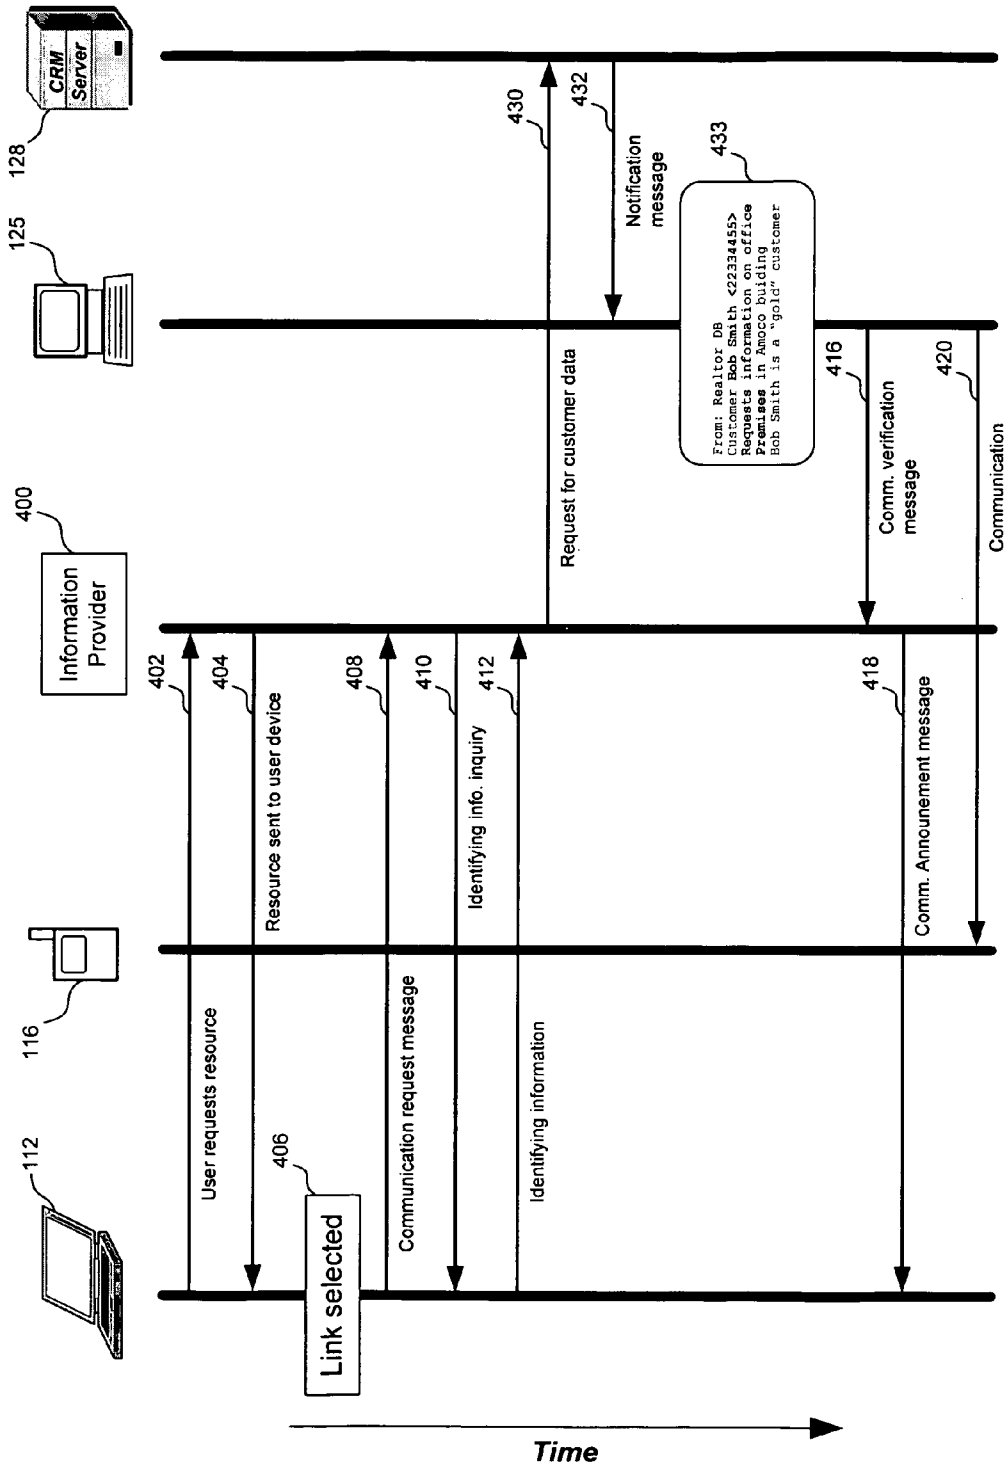 112
116
Information
Provider
400
125
128
CRM
Server
402
User requests resource
404
Resource sent to user device
Link selected
406
408
Communication request message
410
Identifying info. inquiry
412
Identifying information
430
Request for customer data
432
Notification
message
433
From: Realtor DB
Customer Bob Smith <22334455>
Requests information on office
Premises in Amoco buiding
Bob Smith is a "gold" customer
416
Comm. verification
message
418
Comm. Announement message
420
Communication
Time